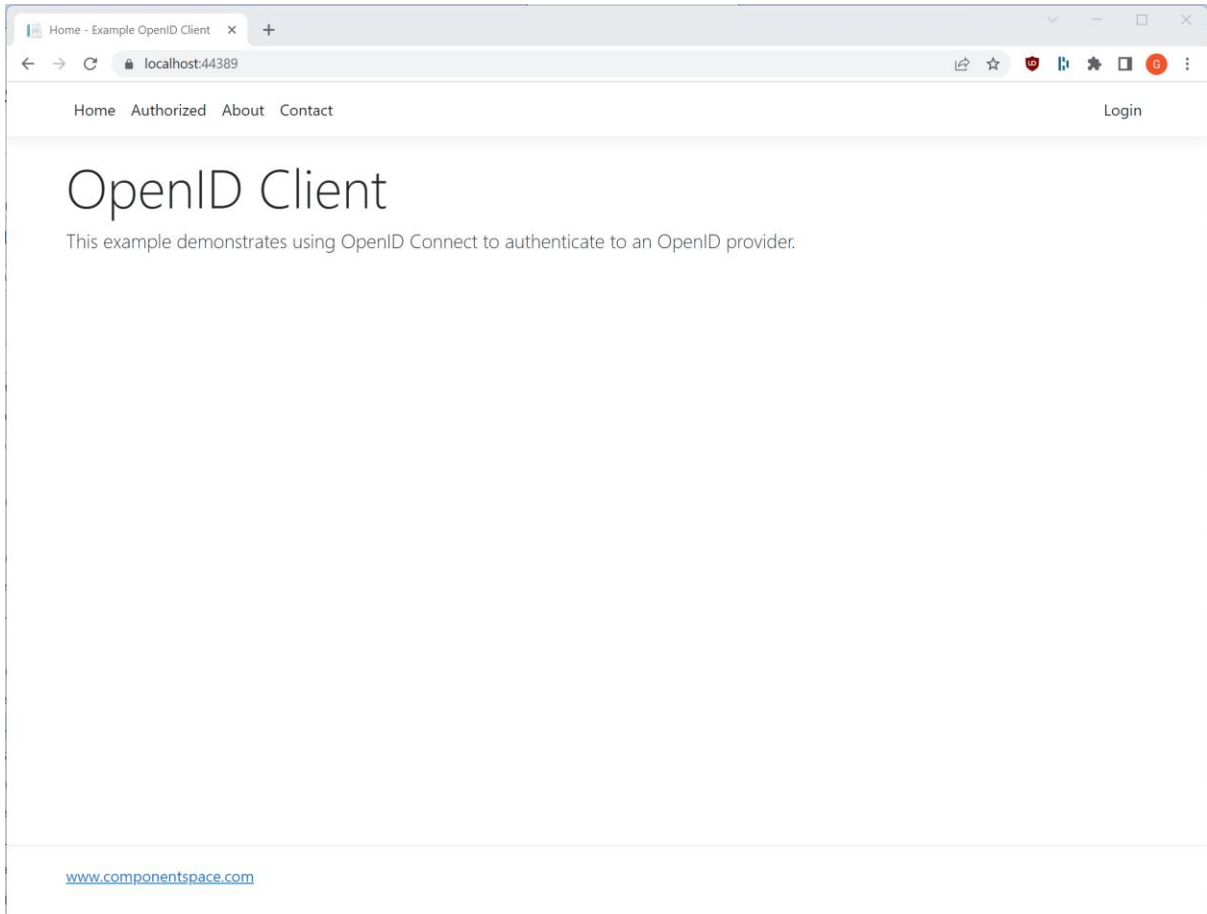 Home - Example OpenID Client
localhost:44389
G
Home Authorized About Contact Login
OpenID Client
This example demonstrates using OpenID Connect to authenticate to an OpenID provider.
www.componentspace.com